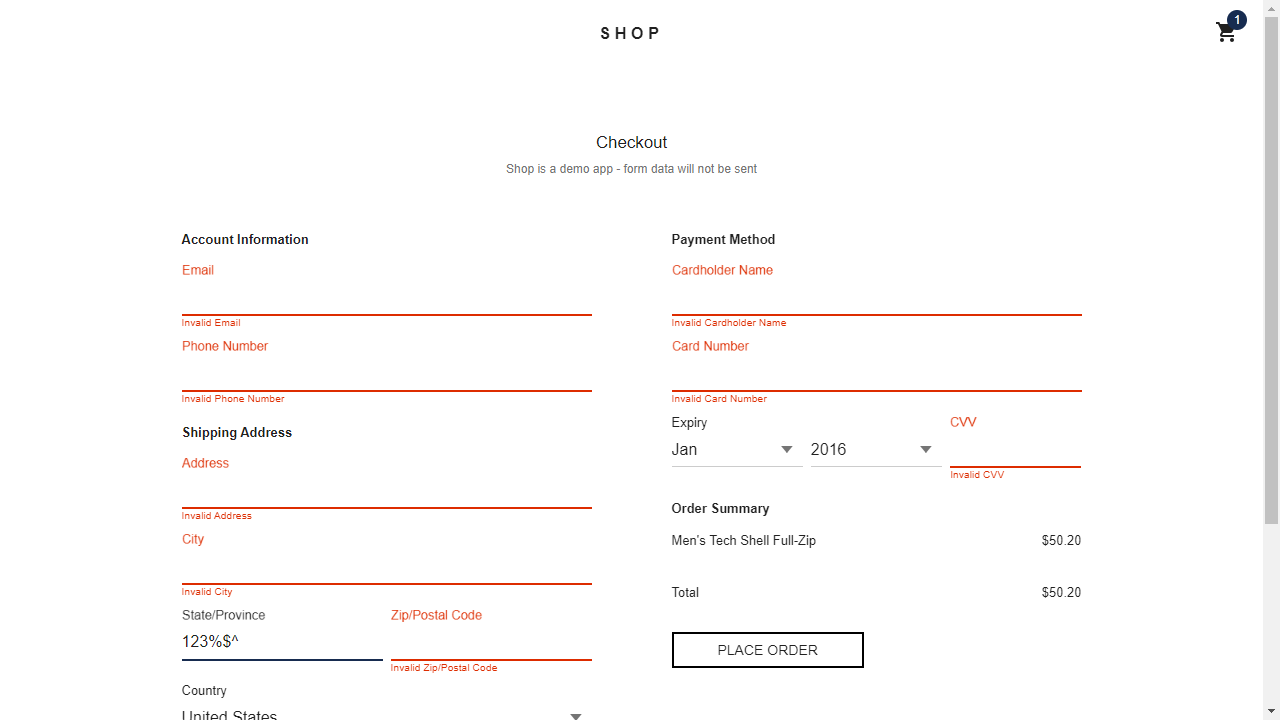 SHOP
1
Checkout
Shop is a demo app - form data will not be sent
Account Information
Email
Invalid Email
Phone Number
Invalid Phone Number
Shipping Address
Address
Invalid Address
City
Invalid City
State/Province
Zip/Postal Code
123%$^
Invalid Zip/Postal Code
Country
United States
Payment Method
Cardholder Name
Invalid Cardholder Name
Card Number
Invalid Card Number
Expiry
CVV
Jan
2016
Invalid CVV
Order Summary
Men's Tech Shell Full-Zip $50.20
Total $50.20
PLACE ORDER